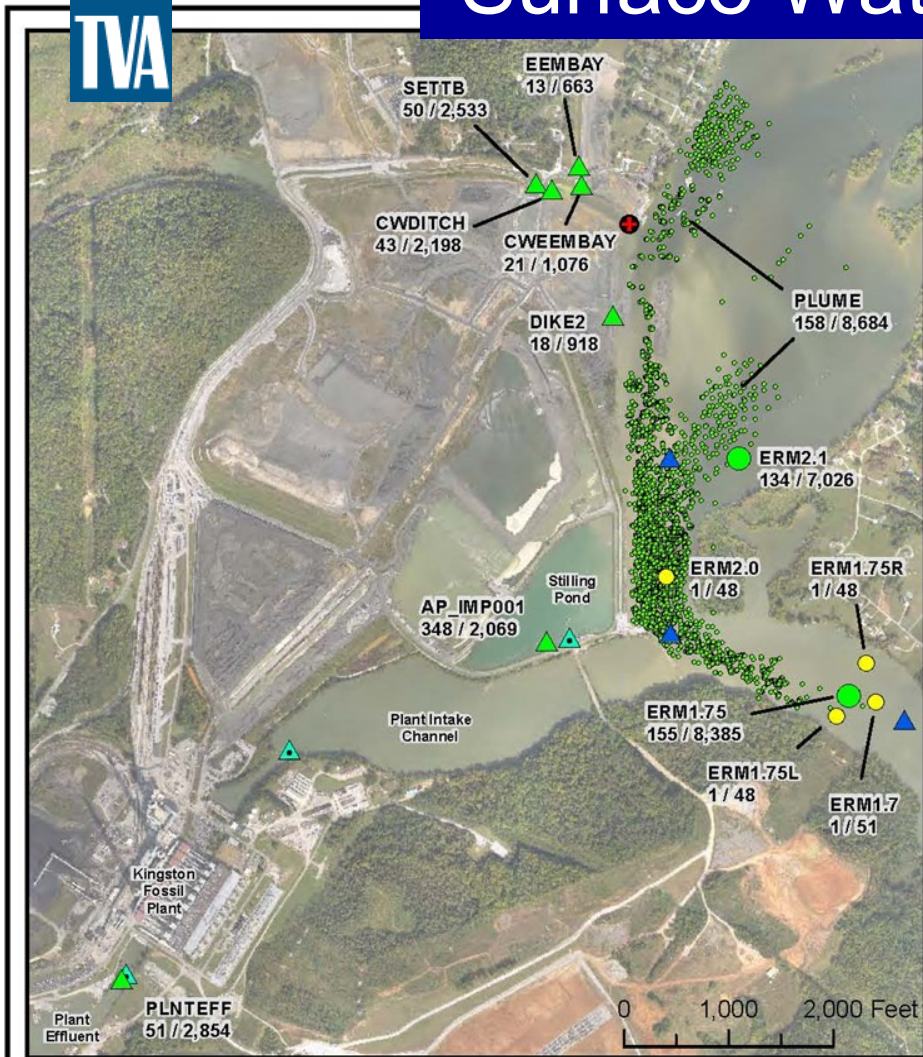 TVA
EEMBAY
13 / 663
SETTB
50 / 2,533
CWDITCH
43 / 2,198
CWEEMBAY
21 / 1,076
PLUME
158 / 8,684
DIKE2
18 / 918
ERM2.1
134 / 7,026
ERM2.0
1 / 48
ERM1.75R
1 / 48
Stilling
Pond
AP_IMP001
348 / 2,069
Plant Intake
Channel
ERM1.75
155 / 8,385
ERM1.75L
1 / 48
ERM1.7
1 / 51
Kingston
Fossil
Plant
PLNTEFF
51 / 2,854
Plant
Effluent
0 1,000 2,000 Feet